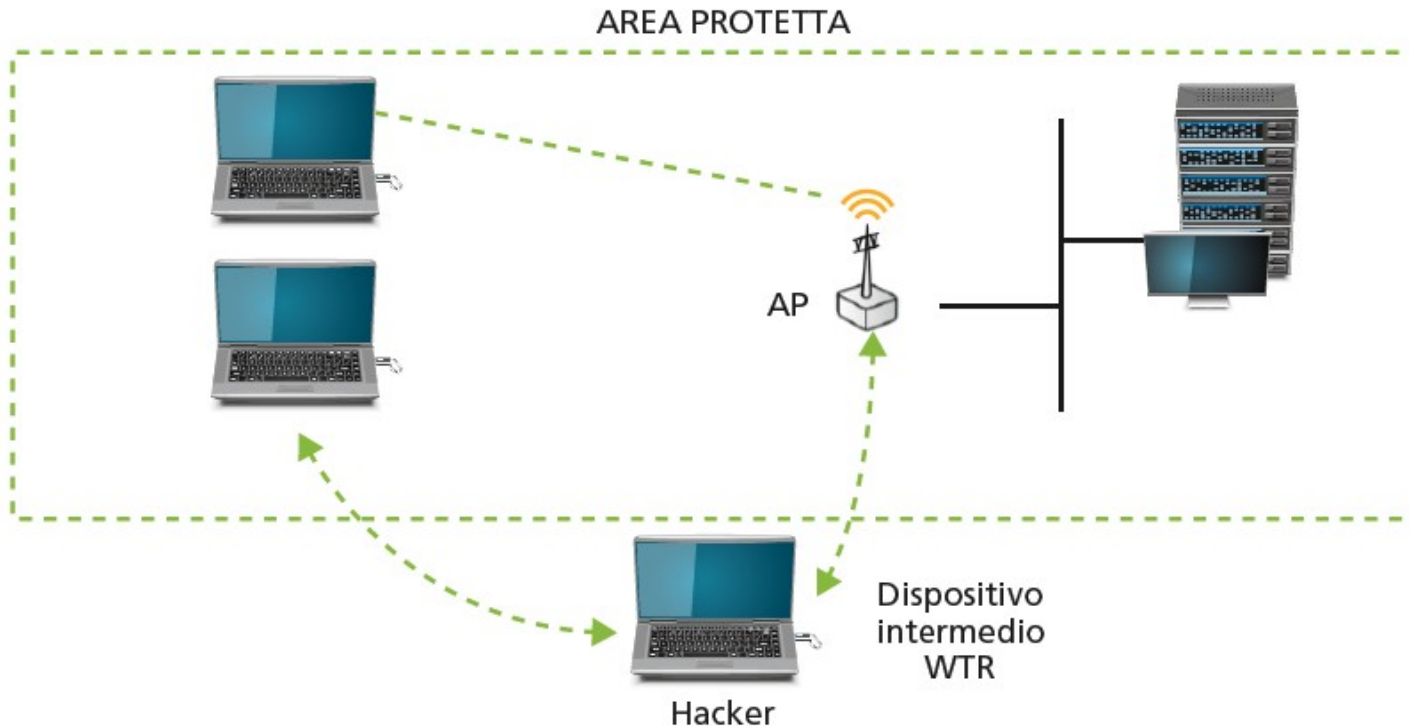 AREA PROTETTA
AP
Dispositivo
intermedio
WTR
Hacker